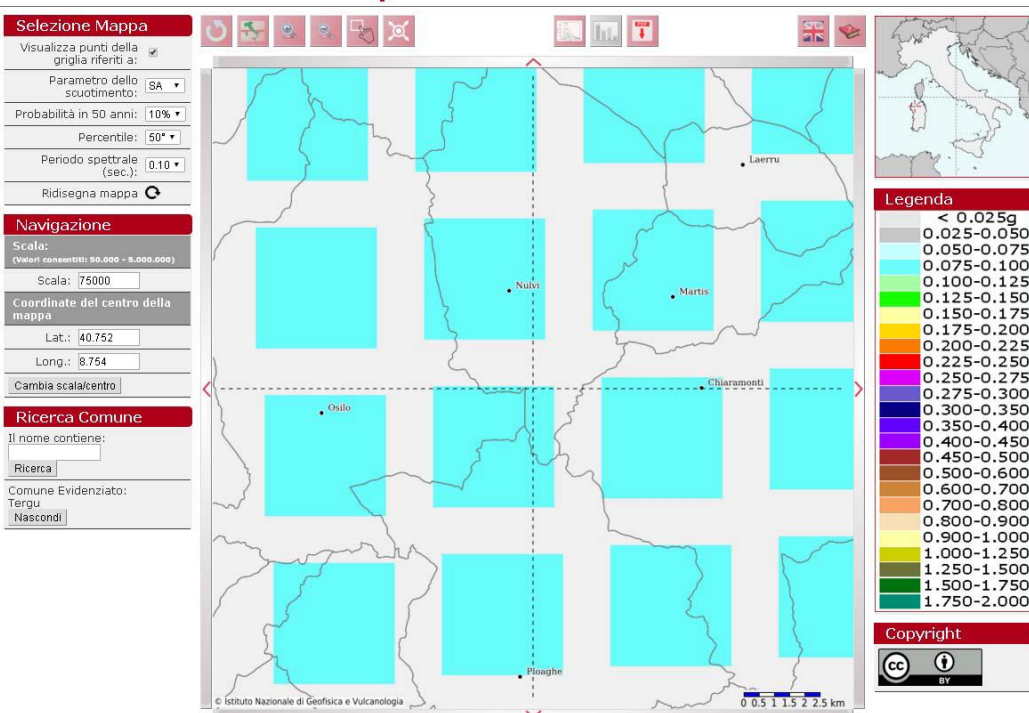 Selezione Mappa
Visualizza punti della
griglia riferiti a:
Parametro dello
scuotimento:
SA
Probabilità in 50 anni:
10%
Percentile:
50°
Periodo spettrale
(sec.):
0.10
Ridisegna mappa
Navigazione
Scala:
(Valori consentiti: 50.000 - 5.000.000)
Scala:
75000
Coordinate del centro della
mappa
Lat.:
40.752
Long.:
8.754
Cambia scala/centro
Ricerca Comune
Il nome contiene:
Ricerca
Comune Evidenziato:
Tergu
Nascondi
PDF
Laerru
Nulvi
Martis
Chiaramonti
Osilo
Ploaghe
© Istituto Nazionale di Geofisica e Vulcanologia
0 0.5 1 1.5 2 2.5 km
Legenda
< 0.025g
0.025-0.050
0.050-0.075
0.075-0.100
0.100-0.125
0.125-0.150
0.150-0.175
0.175-0.200
0.200-0.225
0.225-0.250
0.250-0.275
0.275-0.300
0.300-0.350
0.350-0.400
0.400-0.450
0.450-0.500
0.500-0.600
0.600-0.700
0.700-0.800
0.800-0.900
0.900-1.000
1.000-1.250
1.250-1.500
1.500-1.750
1.750-2.000
Copyright
cc
BY